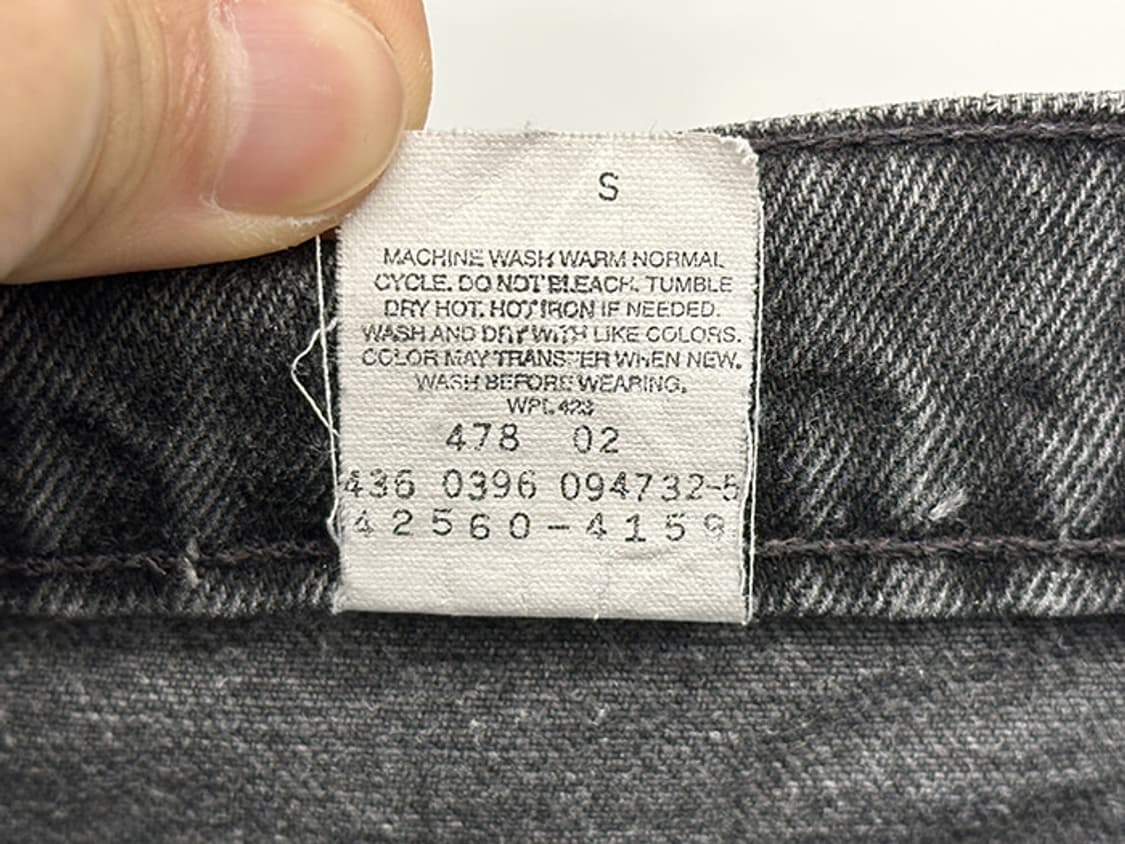 S
MACHINE WASH WARM NORMAL
CYCLE. DO NOT BLEACH. TUMBLE
DRY HOT. HOT IRON IF NEEDED.
WASH AND DRY WITH LIKE COLORS.
COLOR MAY TRANSFER WHEN NEW.
WASH BEFORE WEARING.
WPL 423
478 02
436 0396 094732-5
42560-4159